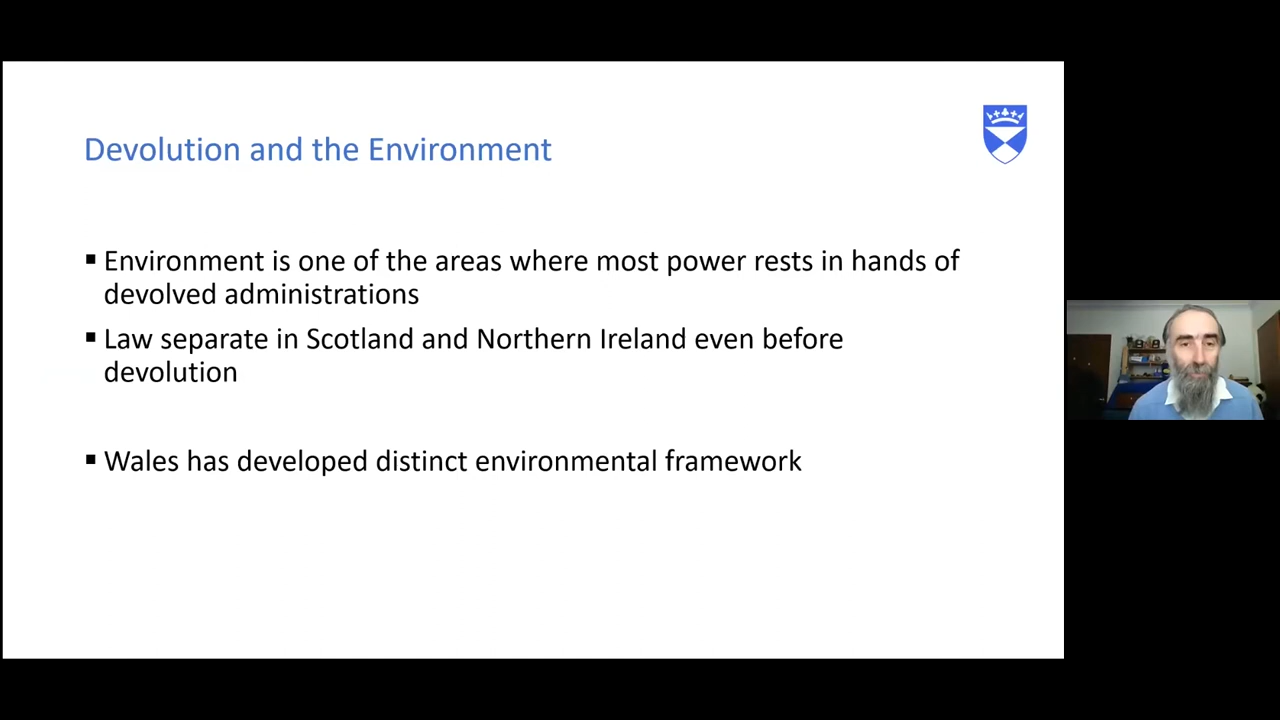 Devolution and the Environment
▪ Environment is one of the areas where most power rests in hands of
devolved administrations
▪ Law separate in Scotland and Northern Ireland even before
devolution
▪ Wales has developed distinct environmental framework